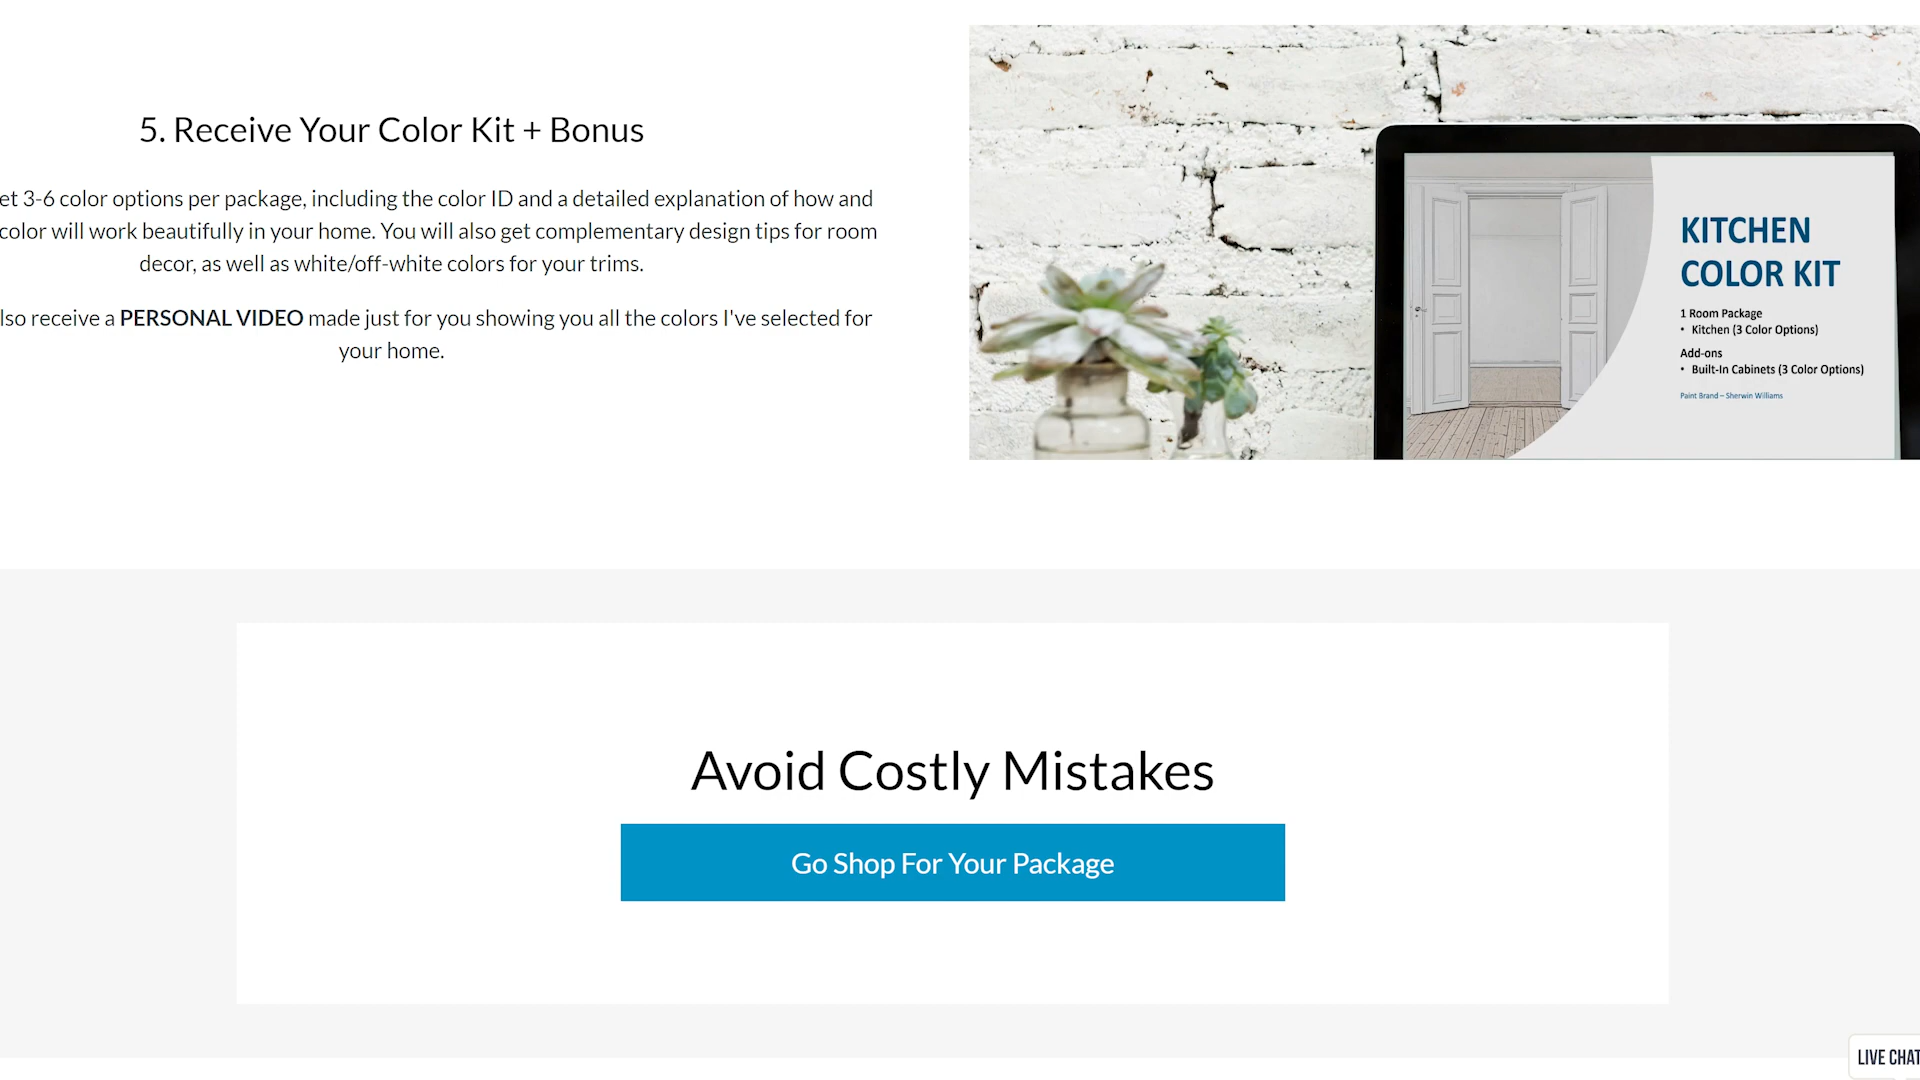 5. Receive Your Color Kit + Bonus
et 3-6 color options per package, including the color ID and a detailed explanation of how and
color will work beautifully in your home. You will also get complementary design tips for room
decor, as well as white/off-white colors for your trims.
lso receive a PERSONAL VIDEO made just for you showing you all the colors I've selected for
your home.
KITCHEN
COLOR KIT
1 Room Package
• Kitchen (3 Color Options)
Add-ons
• Built-In Cabinets (3 Color Options)
Paint Brand – Sherwin Williams
Avoid Costly Mistakes
Go Shop For Your Package
LIVE CHAT